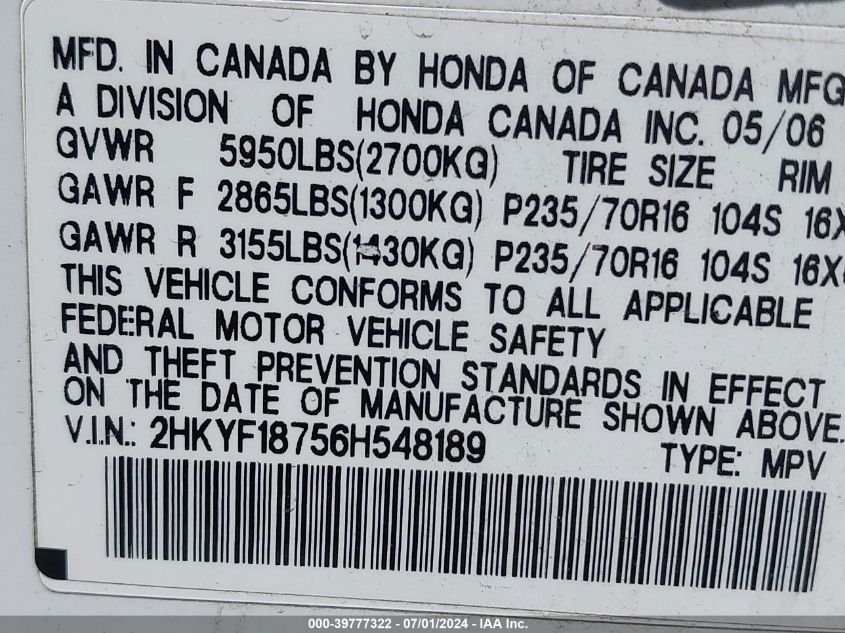 MFD. IN CANADA BY HONDA OF CANADA MFG
A DIVISION OF HONDA CANADA INC. 05/06
GVWR 5950LBS(2700KG) TIRE SIZE RIM
GAWR F 2865LBS(1300KG) P235/70R16 104S 16X
GAWR R 3155LBS(1430KG) P235/70R16 104S 16X
THIS VEHICLE CONFORMS TO ALL APPLICABLE
FEDERAL MOTOR VEHICLE SAFETY
AND THEFT PREVENTION STANDARDS IN EFFECT
ON THE DATE OF MANUFACTURE SHOWN ABOVE.
V.I.N.: 2HKYF18756H548189 TYPE: MPV
000-39777322 - 07/01/2024 - IAA Inc.